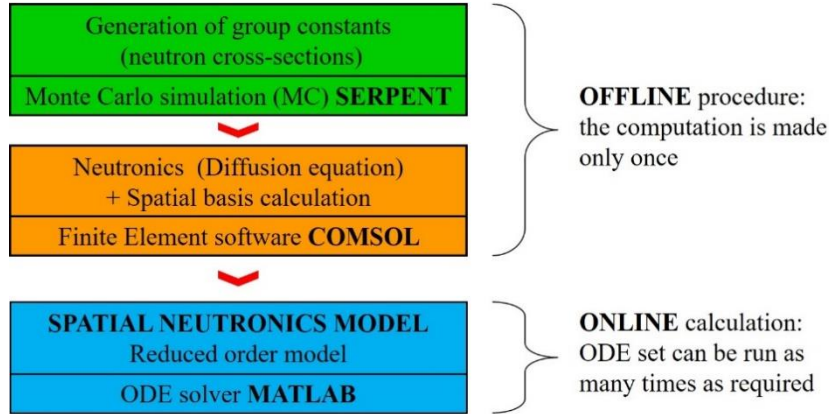 Generation of group constants
(neutron cross-sections)
Monte Carlo simulation (MC) SERPENT
OFFLINE procedure:
the computation is made
only once
Neutronics (Diffusion equation)
+ Spatial basis calculation
Finite Element software COMSOL
SPATIAL NEUTRONICS MODEL
Reduced order model
ODE solver MATLAB
ONLINE calculation:
ODE set can be run as
many times as required